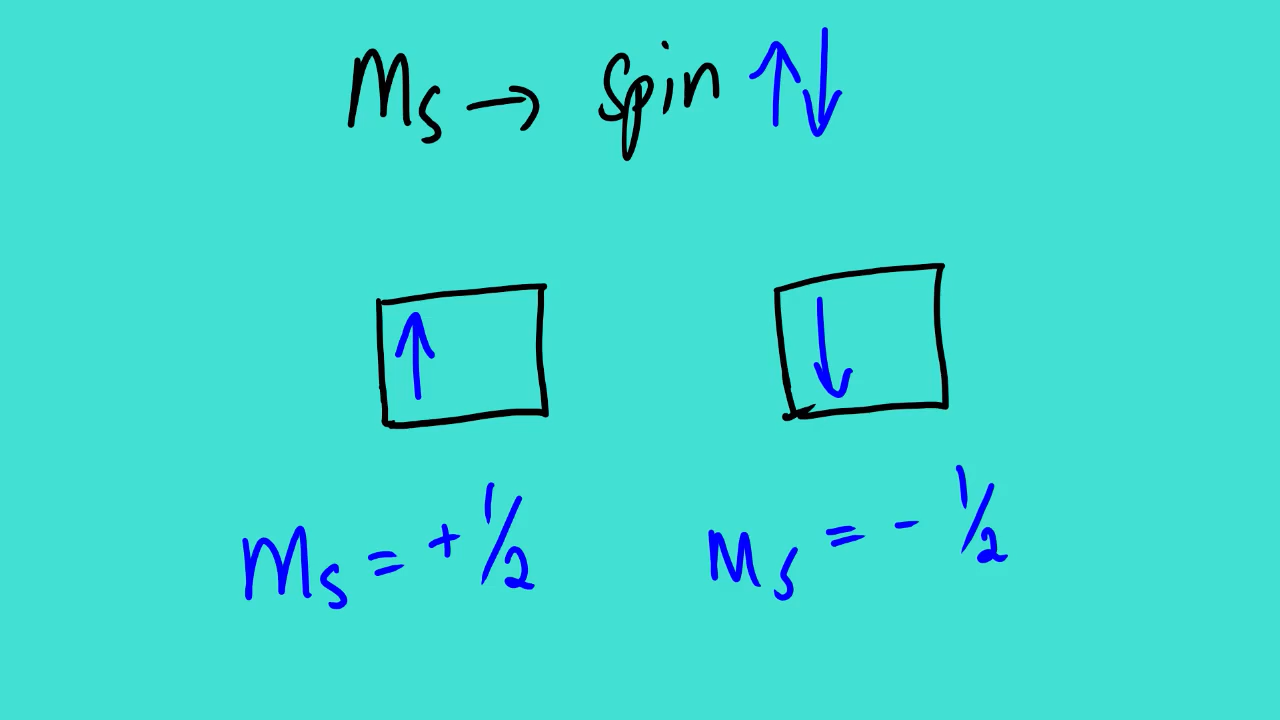 Ms → spin ↑↓
Ms = +1/2
Ms = - 1/2